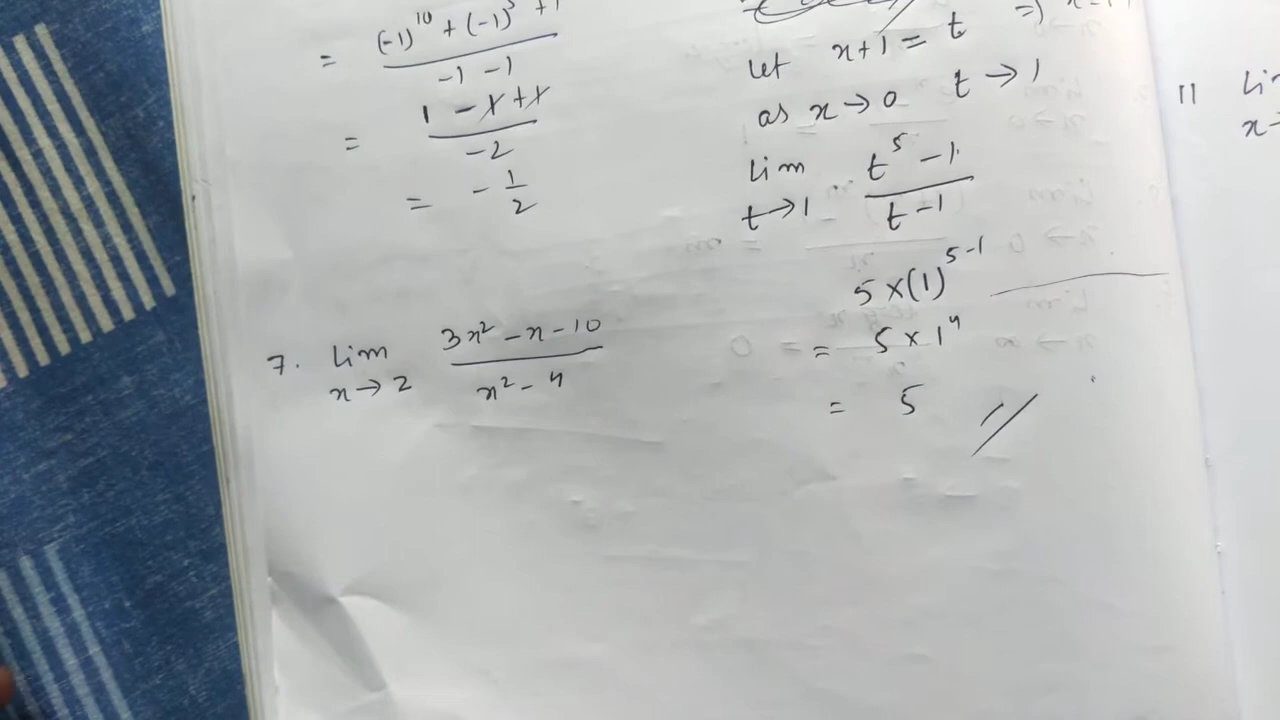 = (-1)^10 + (-1)^5 + 1 / -1 -1
= 1 - 1 + 1 / -2
= - 1/2
7. Lim x→2 3x² - x - 10 / x² - 4
Let x+1 = t
as x→0 t→1
Lim t→1 t^5 - 1 / t - 1
5 × (1)^5-1
= 5 × 1^4
= 5
11